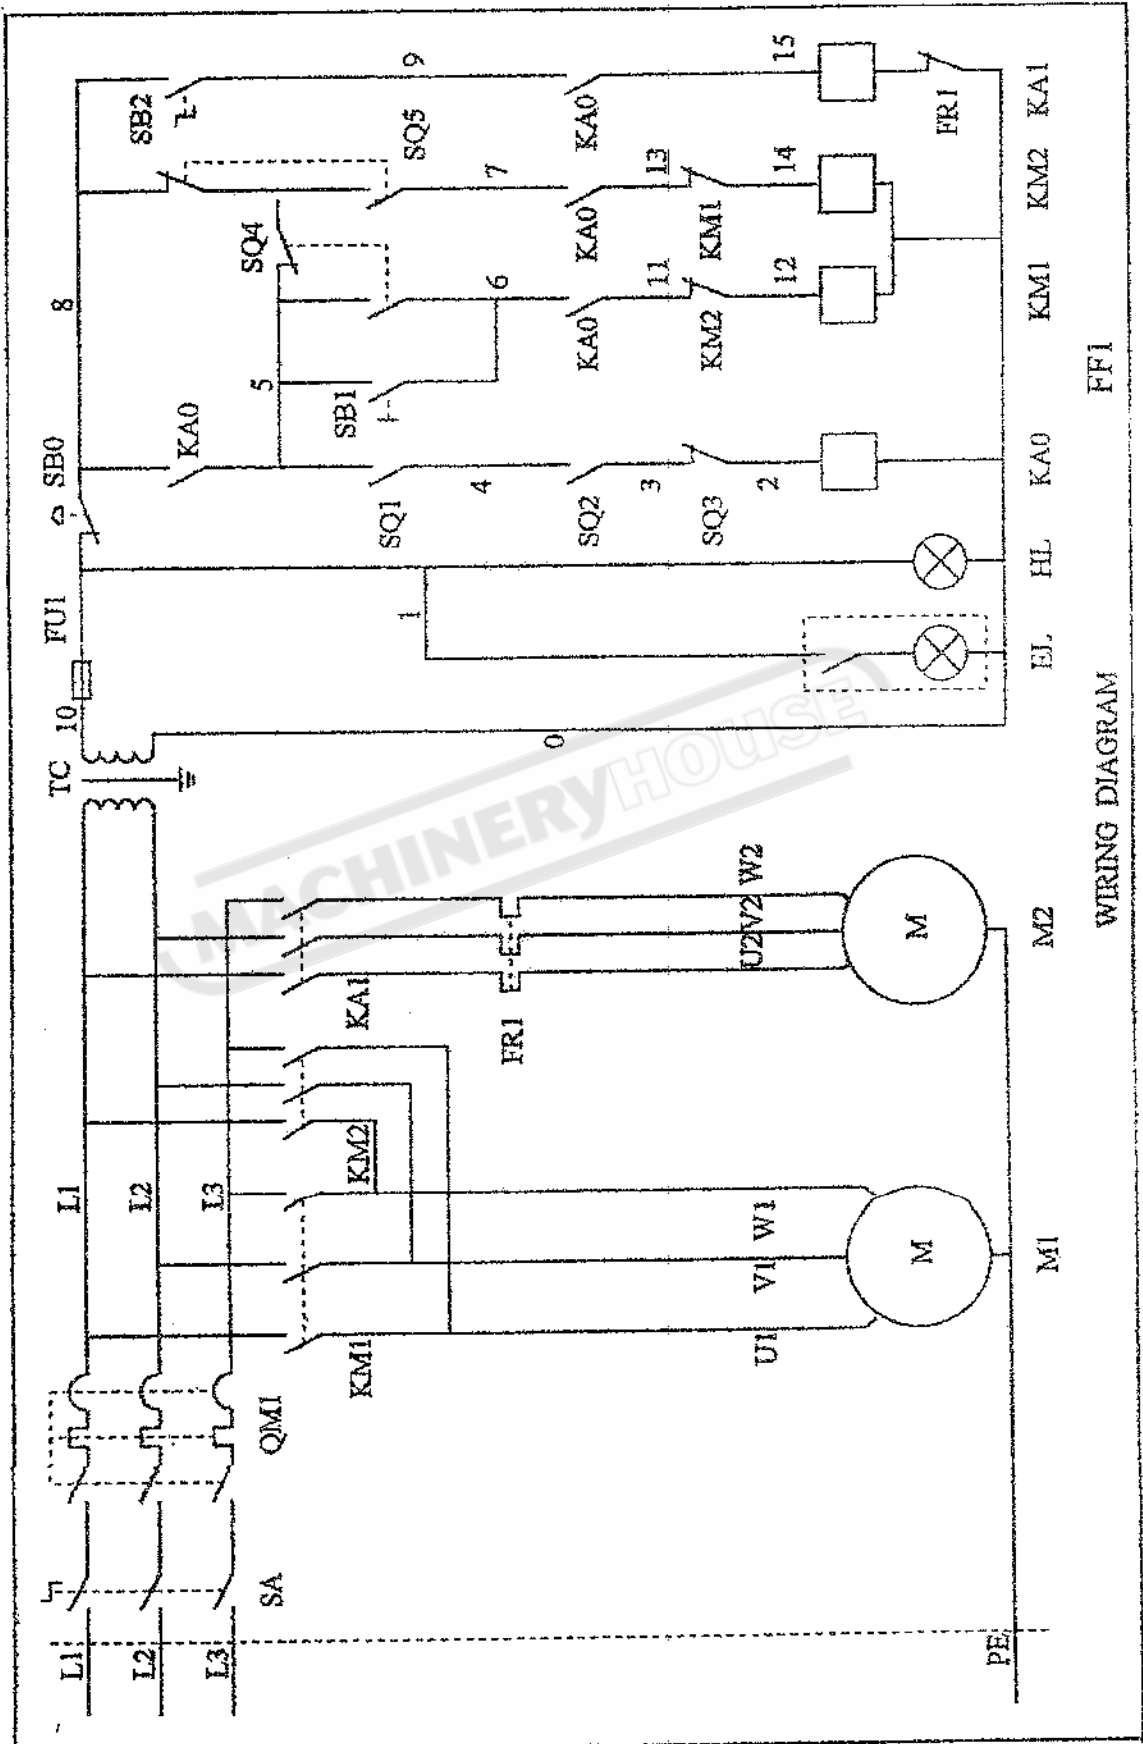 L1
L2
L3
PE
SA
QM1
L1
L2
L3
KM1
KM2
KA1
FR1
U1
V1
W1
U2
V2
W2
M
M
M1
M2
TC
10
FU1
SB0
8
0
1
KA0
5
SB1
SQ4
SQ5
SB2
SQ1
4
SQ2
3
SQ3
2
6
KA0
11
KM2
12
7
KA0
13
KM1
14
9
KA0
15
FR1
EL
HL
KA0
KM1
KM2
KA1
WIRING DIAGRAM
FF1
MACHINERYHOUSE